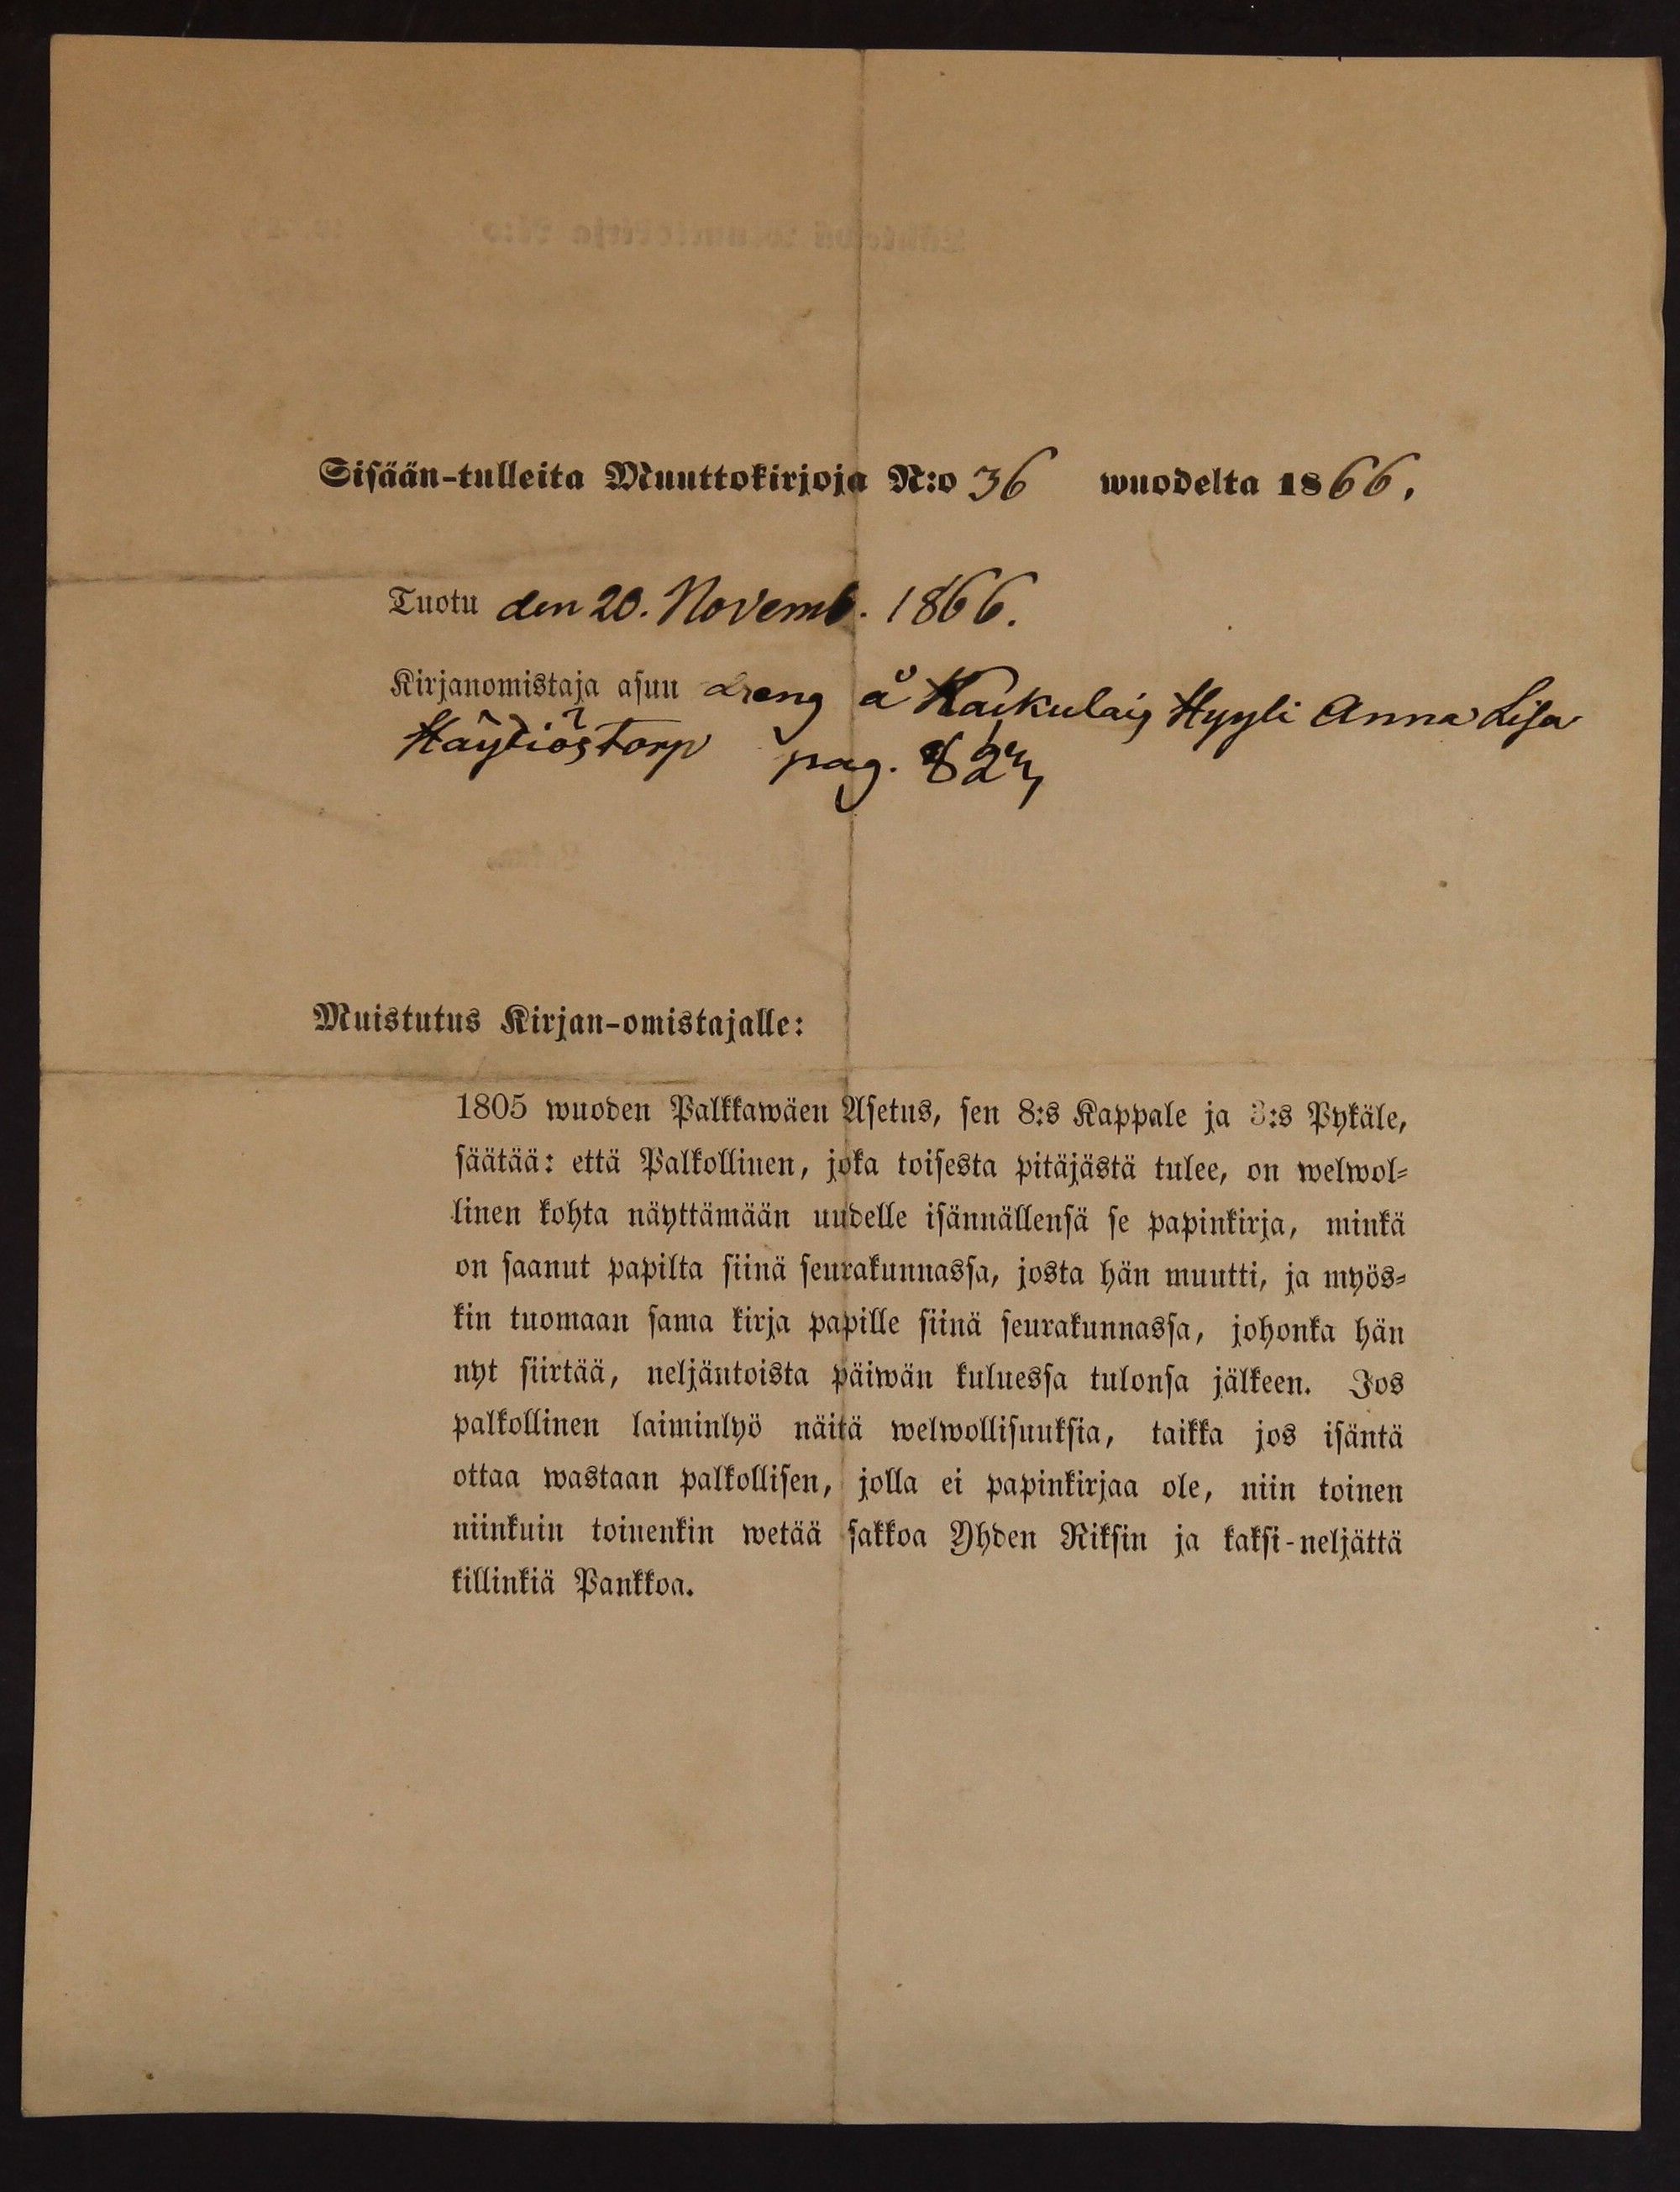 Sisään-tulleita Muuttokirjoja N:o 36 wuodelta 1866.
Tuotu den 20. Novemb. 1866.
Kirjanomistaja asuu dreng å Hyyli Anna Lisa
torp pag. 827
Muistutus Kirjan-omistajalle:
1805 wuoden Palkkawäen Asetus, sen 8:s Kappale ja 3:s Pykäle,
säätää: että Palkollinen, joka toisesta pitäjästä tulee, on welwol-
linen kohta näyttämään uudelle isännällensä se papinkirja, minkä
on saanut papilta siinä seurakunnassa, josta hän muutti, ja myös-
kin tuomaan sama kirja papille siinä seurakunnassa, johonka hän
nyt siirtää, neljäntoista päiwän kuluessa tulonsa jälkeen. Jos
palkollinen laiminlyö näitä welwollisuuksia, taikka jos isäntä
ottaa wastaan palkollisen, jolla ei papinkirjaa ole, niin toinen
niinkuin toinenkin wetää sakkoa Yhden Riksin ja kaksi-neljättä
killinkiä Pankkoa.